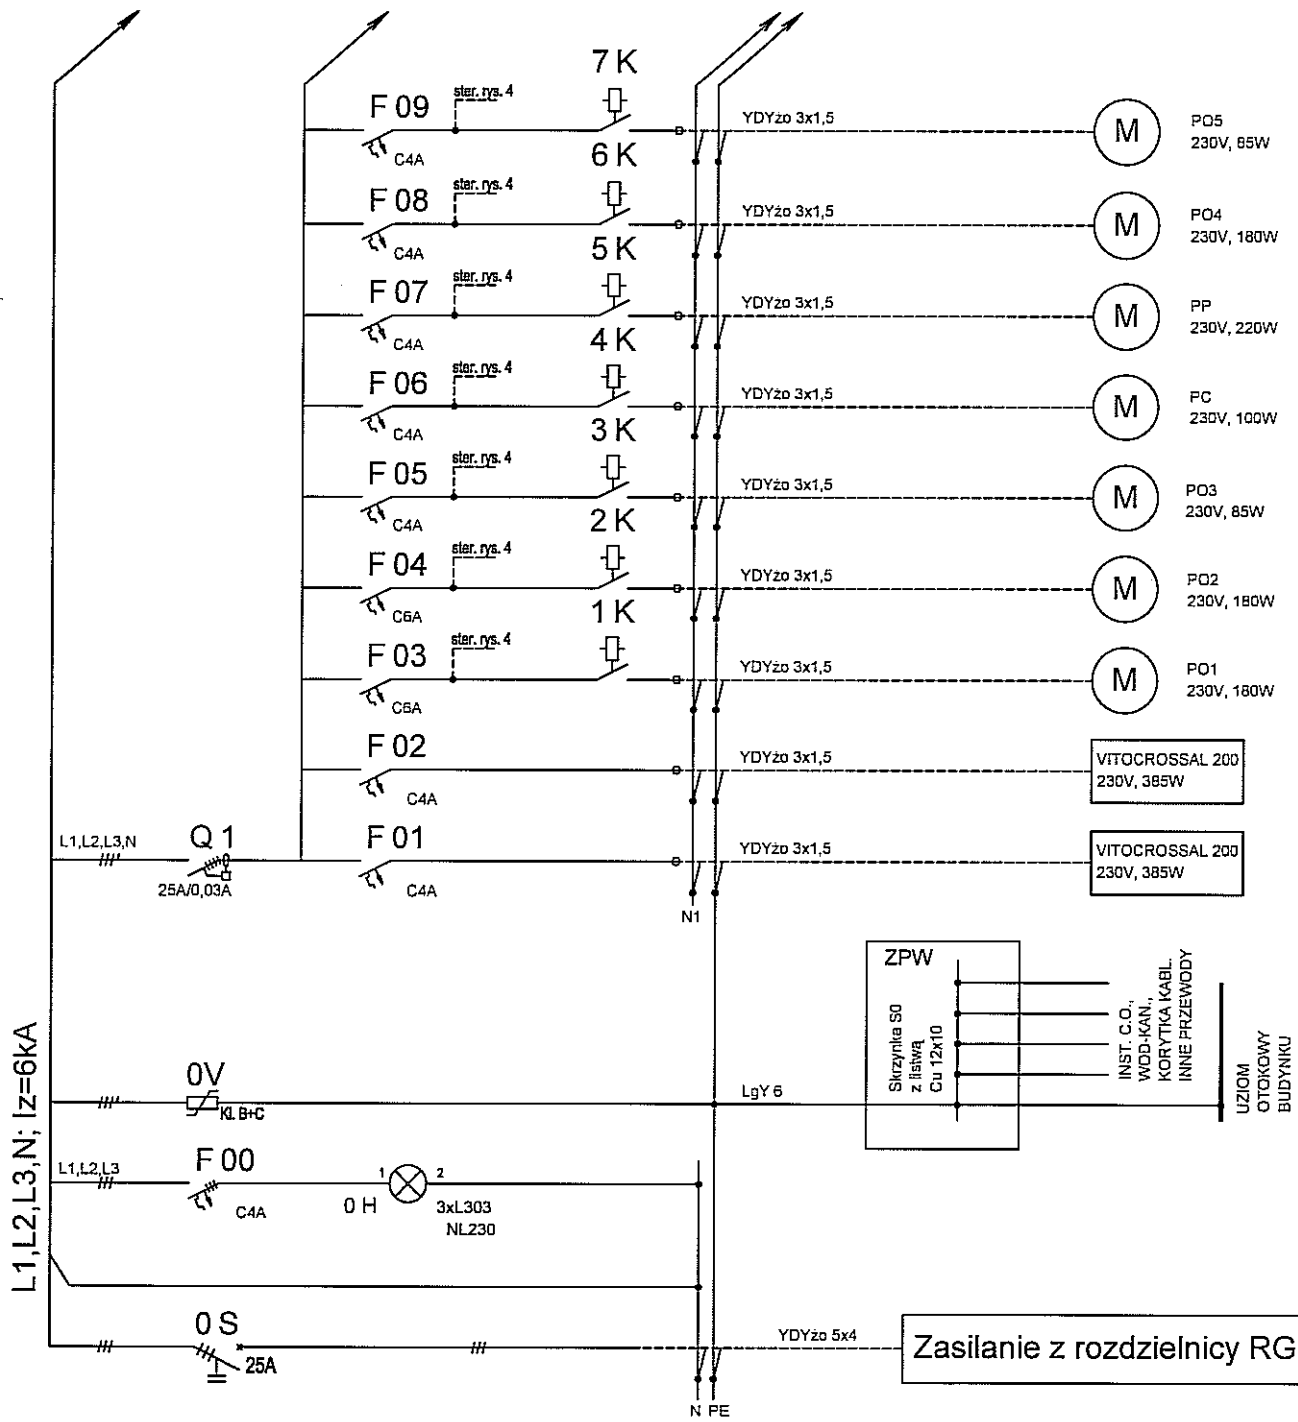 7 K
F 09
ster. rys. 4
C4A
YDYżo 3x1,5
M
PO5
230V, 85W
6 K
F 08
ster. rys. 4
C4A
YDYżo 3x1,5
M
PO4
230V, 180W
5 K
F 07
ster. rys. 4
C4A
YDYżo 3x1,5
M
PP
230V, 220W
4 K
F 06
ster. rys. 4
C4A
YDYżo 3x1,5
M
PC
230V, 100W
3 K
F 05
ster. rys. 4
C4A
YDYżo 3x1,5
M
PO3
230V, 85W
2 K
F 04
ster. rys. 4
C6A
YDYżo 3x1,5
M
PO2
230V, 180W
1 K
F 03
ster. rys. 4
C6A
YDYżo 3x1,5
M
PO1
230V, 180W
F 02
C4A
YDYżo 3x1,5
VITOCROSSAL 200
230V, 385W
L1,L2,L3,N
Q 1
25A/0,03A
F 01
C4A
YDYżo 3x1,5
VITOCROSSAL 200
230V, 385W
N1
ZPW
Skrzynka S0
z listwą
Cu 12x10
INST. C.O.,
WOD-KAN.,
KORYTKA KABL.
INNE PRZEWODY
UZIOM
OTOKOWY
BUDYNKU
L1,L2,L3,N; Iz=6kA
0V
Kl. B+C
LgY 6
L1,L2,L3
F 00
C4A
0 H
1
2
3xL303
NL230
0 S
25A
YDYżo 5x4
Zasilanie z rozdzielnicy RG
N PE